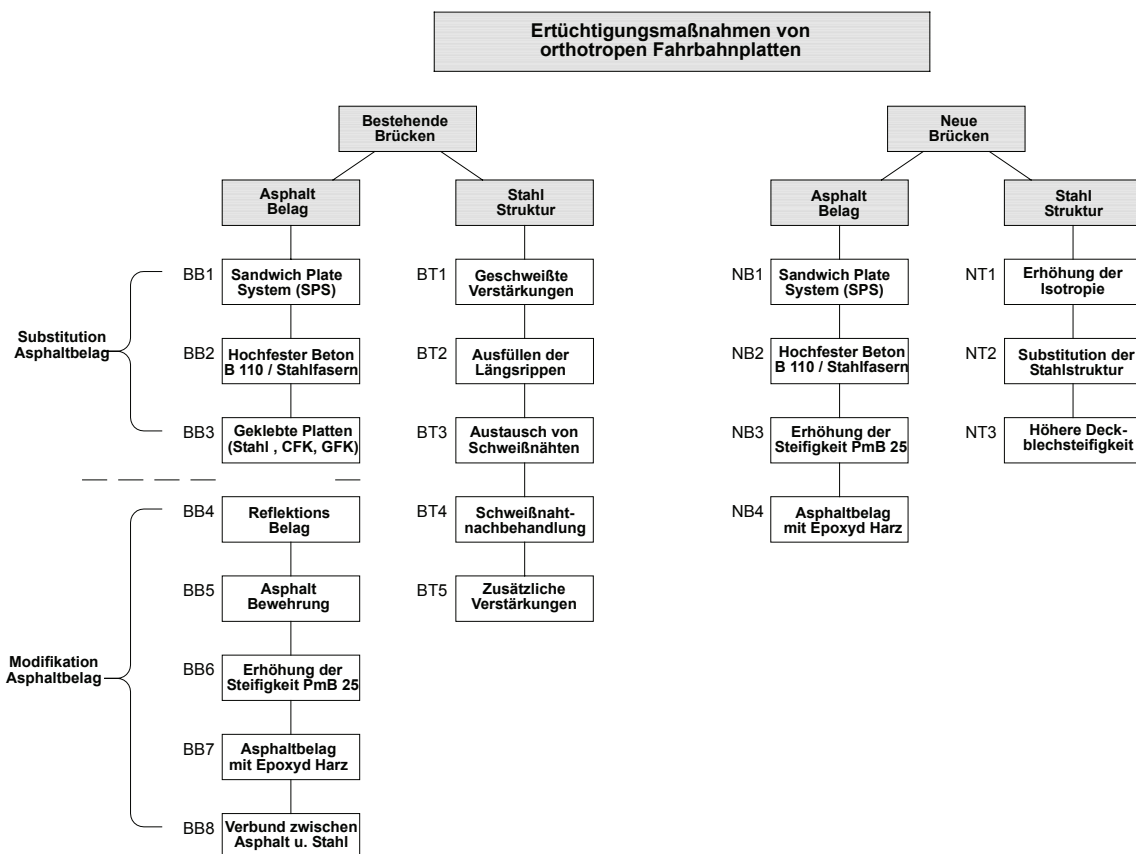 Ertüchtigungsmaßnahmen von
orthotropen Fahrbahnplatten
Bestehende
Brücken
Neue
Brücken
Asphalt
Belag
Stahl
Struktur
Asphalt
Belag
Stahl
Struktur
Substitution
Asphaltbelag
BB1
Sandwich Plate
System (SPS)
BB2
Hochfester Beton
B 110 / Stahlfasern
BB3
Geklebte Platten
(Stahl , CFK, GFK)
Modifikation
Asphaltbelag
BB4
Reflektions
Belag
BB5
Asphalt
Bewehrung
BB6
Erhöhung der
Steifigkeit PmB 25
BB7
Asphaltbelag
mit Epoxyd Harz
BB8
Verbund zwischen
Asphalt u. Stahl
BT1
Geschweißte
Verstärkungen
BT2
Ausfüllen der
Längsrippen
BT3
Austausch von
Schweißnähten
BT4
Schweißnaht-
nachbehandlung
BT5
Zusätzliche
Verstärkungen
NB1
Sandwich Plate
System (SPS)
NB2
Hochfester Beton
B 110 / Stahlfasern
NB3
Erhöhung der
Steifigkeit PmB 25
NB4
Asphaltbelag
mit Epoxyd Harz
NT1
Erhöhung der
Isotropie
NT2
Substitution der
Stahlstruktur
NT3
Höhere Deck-
blechsteifigkeit